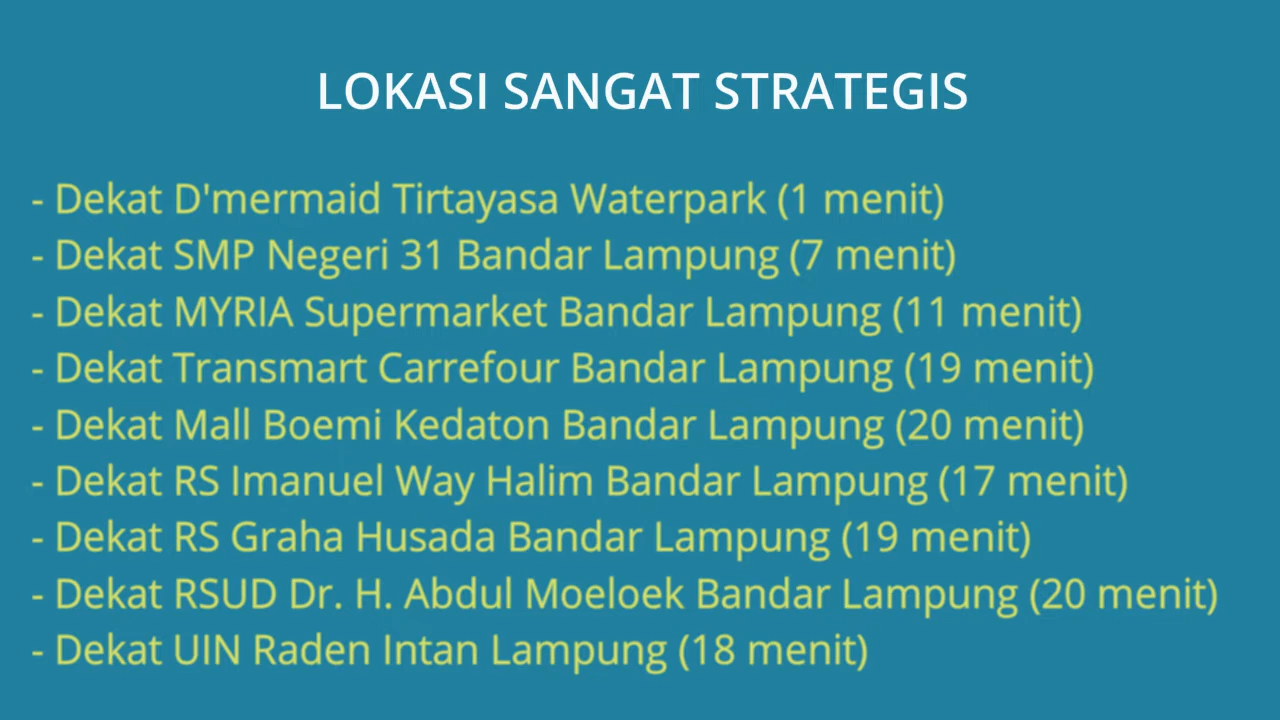 LOKASI SANGAT STRATEGIS
- Dekat D'mermaid Tirtayasa Waterpark (1 menit)
- Dekat SMP Negeri 31 Bandar Lampung (7 menit)
- Dekat MYRIA Supermarket Bandar Lampung (11 menit)
- Dekat Transmart Carrefour Bandar Lampung (19 menit)
- Dekat Mall Boemi Kedaton Bandar Lampung (20 menit)
- Dekat RS Imanuel Way Halim Bandar Lampung (17 menit)
- Dekat RS Graha Husada Bandar Lampung (19 menit)
- Dekat RSUD Dr. H. Abdul Moeloek Bandar Lampung (20 menit)
- Dekat UIN Raden Intan Lampung (18 menit)